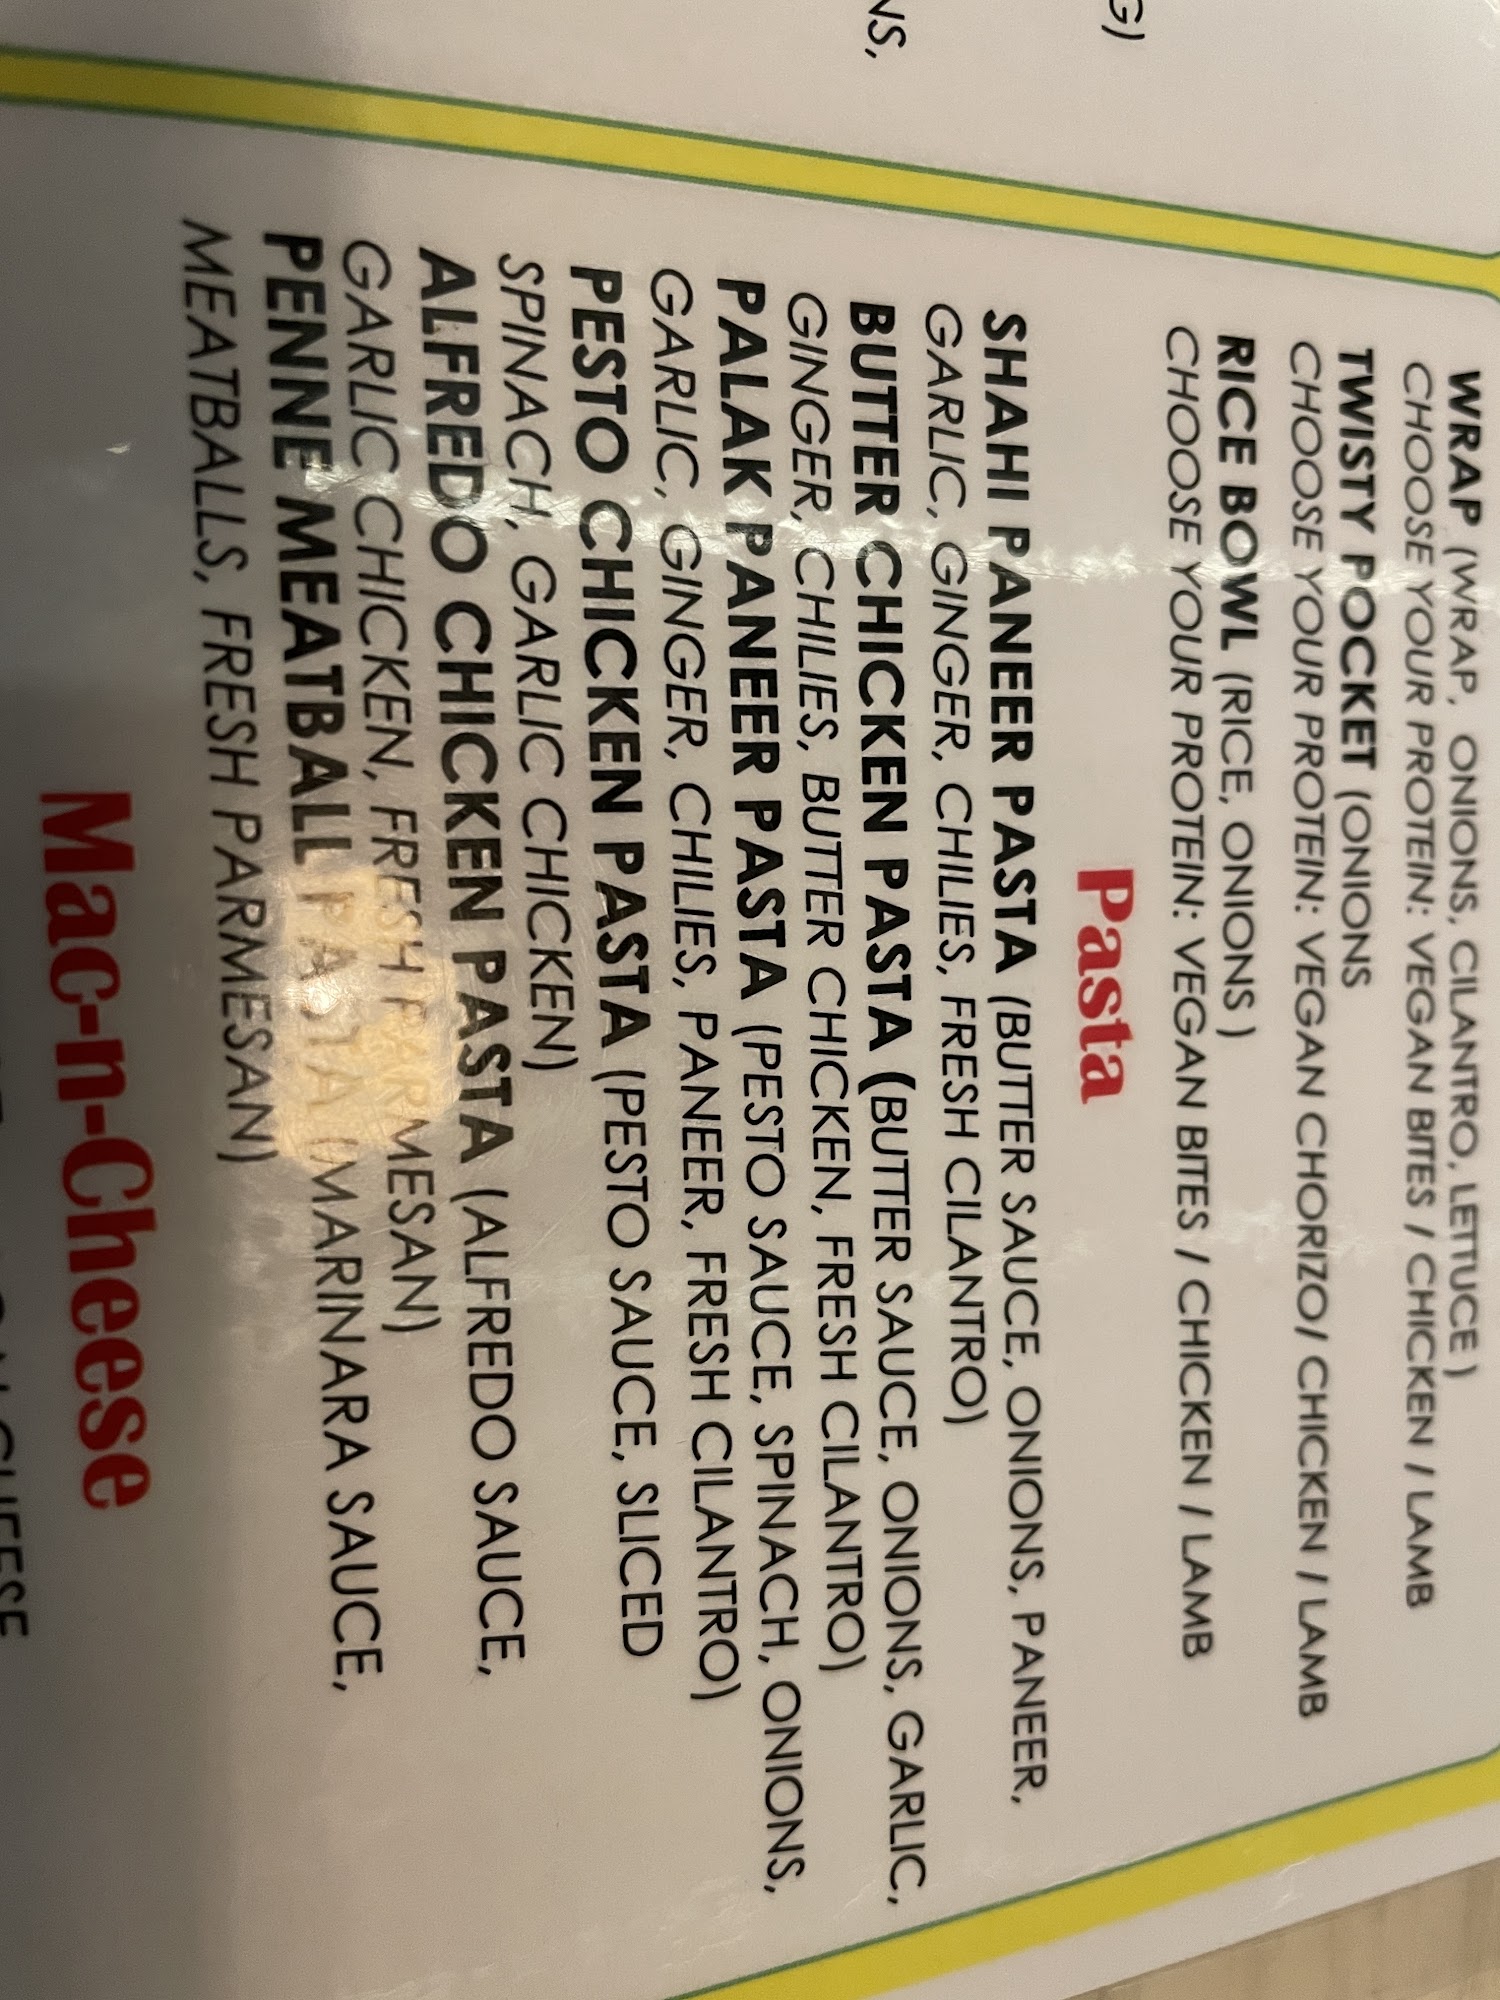 G)
NS,
WRAP (WRAP, ONIONS, CILANTRO, LETTUCE )
CHOOSE YOUR PROTEIN: VEGAN BITES / CHICKEN / LAMB
TWISTY POCKET (ONIONS
CHOOSE YOUR PROTEIN: VEGAN CHORIZO/ CHICKEN / LAMB
RICE BOWL (RICE, ONIONS )
CHOOSE YOUR PROTEIN: VEGAN BITES / CHICKEN / LAMB
Pasta
SHAHI PANEER PASTA (BUTTER SAUCE, ONIONS, PANEER,
GARLIC, GINGER, CHILIES, FRESH CILANTRO)
BUTTER CHICKEN PASTA (BUTTER SAUCE, ONIONS, GARLIC,
GINGER, CHILIES, BUTTER CHICKEN, FRESH CILANTRO)
PALAK PANEER PASTA (PESTO SAUCE, SPINACH, ONIONS,
GARLIC, GINGER, CHILIES, PANEER, FRESH CILANTRO)
PESTO CHICKEN PASTA (PESTO SAUCE, SLICED
SPINACH, GARLIC CHICKEN)
ALFREDO CHICKEN PASTA (ALFREDO SAUCE,
GARLIC CHICKEN, FRESH PARMESAN)
PENNE MEATBALL PASTA (MARINARA SAUCE,
MEATBALLS, FRESH PARMESAN)
Mac-n-Cheese